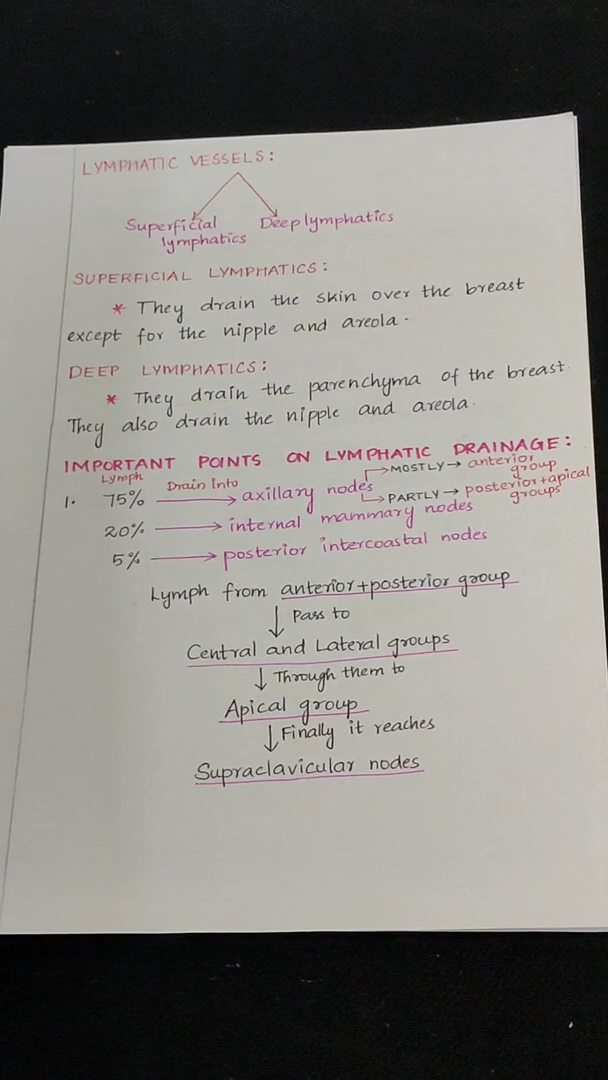 LYMPHATIC VESSELS:
Superficial lymphatics
Deep lymphatics
SUPERFICIAL LYMPHATICS:
* They drain the skin over the breast
except for the nipple and areola.
DEEP LYMPHATICS:
* They drain the parenchyma of the breast.
They also drain the nipple and areola.
IMPORTANT POINTS ON LYMPHATIC DRAINAGE:
Lymph Drain Into
1. 75% → axillary nodes
→ MOSTLY → anterior group
→ PARTLY → posterior + apical groups
20% → internal mammary nodes
5% → posterior intercoastal nodes
Lymph from anterior + posterior group
↓ Pass to
Central and Lateral groups
↓ Through them to
Apical group
↓ Finally it reaches
Supraclavicular nodes